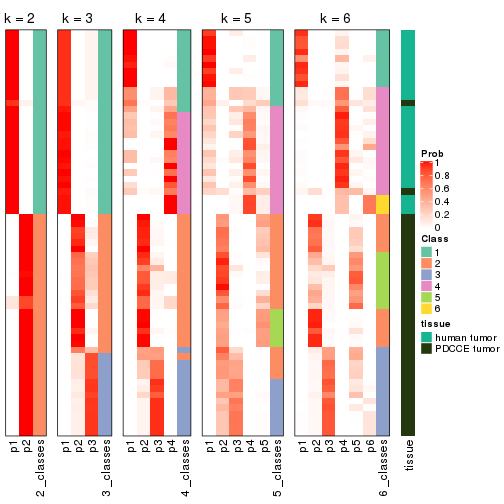 k = 2 k = 3 k = 4 k = 5 k = 6
Prob
1
0.8
0.6
0.4
0.2
0
Class
1
2
3
4
5
6
tissue
human tumor
PDCCE tumor
p1 p2 2_classes p1 p2 p3 3_classes p1 p2 p3 p4 4_classes p1 p2 p3 p4 p5 5_classes p1 p2 p3 p4 p5 p6 6_classes tissue